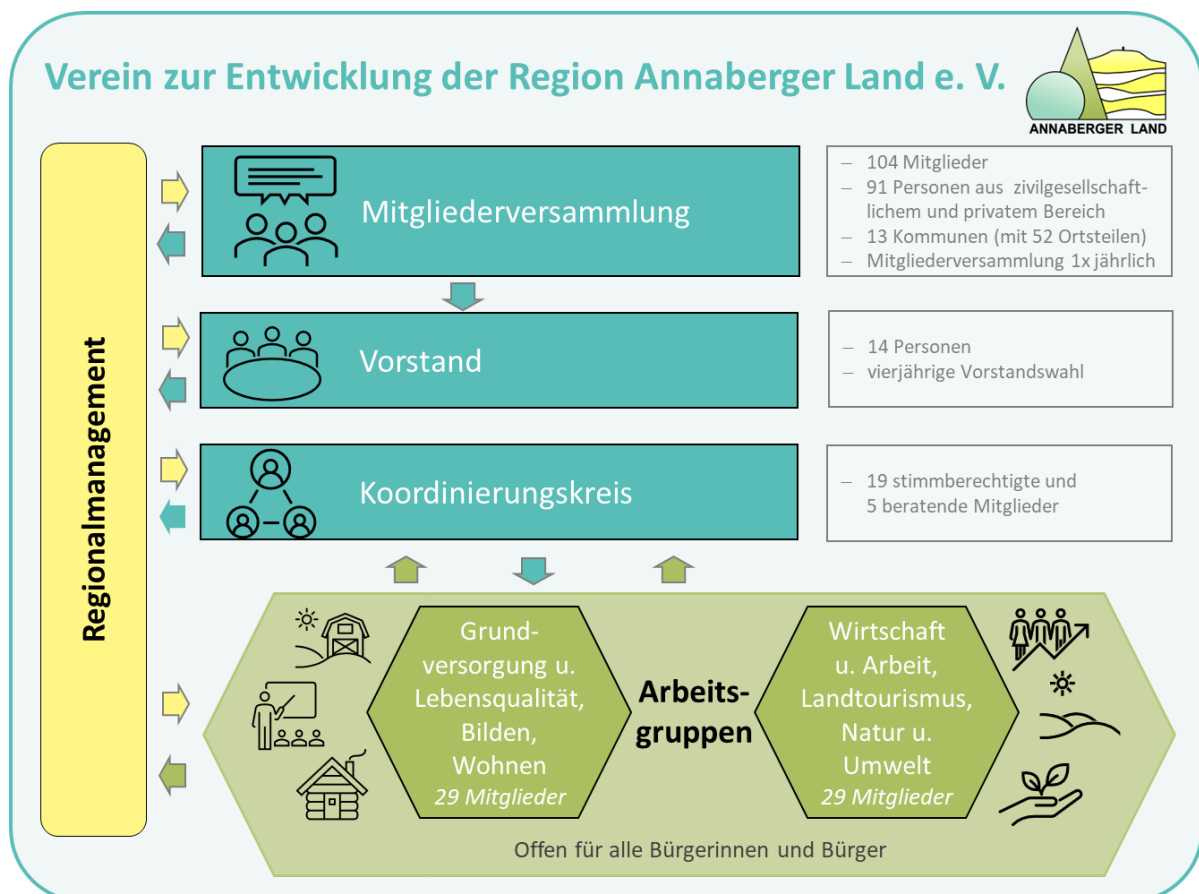 Verein zur Entwicklung der Region Annaberger Land e. V.
ANNABERGER LAND
Regionalmanagement
Mitgliederversammlung
– 104 Mitglieder
– 91 Personen aus zivilgesellschaft-
lichem und privatem Bereich
– 13 Kommunen (mit 52 Ortsteilen)
– Mitgliederversammlung 1x jährlich
Vorstand
– 14 Personen
– vierjährige Vorstandswahl
Koordinierungskreis
– 19 stimmberechtigte und
5 beratende Mitglieder
Grund-
versorgung u.
Lebensqualität,
Bilden,
Wohnen
29 Mitglieder
Arbeits-
gruppen
Wirtschaft
u. Arbeit,
Landtourismus,
Natur u.
Umwelt
29 Mitglieder
Offen für alle Bürgerinnen und Bürger